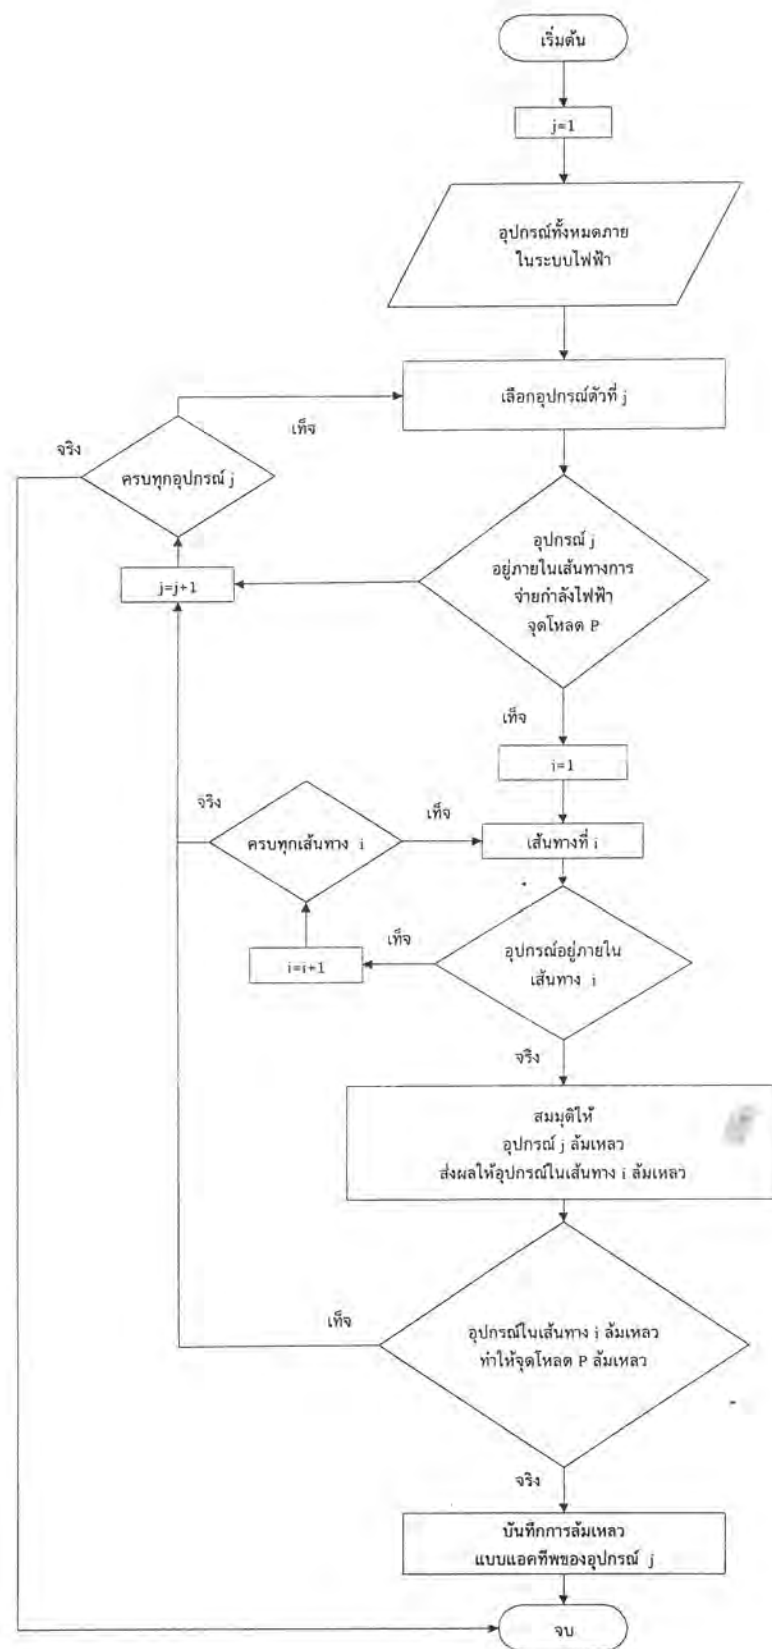 เริ่มต้น
j=1
อุปกรณ์ทั้งหมดภาย
ในระบบไฟฟ้า
เลือกอุปกรณ์ตัวที่ j
เท็จ
จริง
ครบทุกอุปกรณ์ j
j=j+1
อุปกรณ์ j
อยู่ภายในเส้นทางการ
จ่ายกำลังไฟฟ้า
จุดโหลด P
เท็จ
i=1
จริง
ครบทุกเส้นทาง i
เท็จ
เส้นทางที่ i
i=i+1
เท็จ
อุปกรณ์อยู่ภายใน
เส้นทาง i
จริง
สมมุติให้
อุปกรณ์ j ล้มเหลว
ส่งผลให้อุปกรณ์ในเส้นทาง i ล้มเหลว
เท็จ
อุปกรณ์ในเส้นทาง i ล้มเหลว
ทำให้จุดโหลด P ล้มเหลว
จริง
บันทึกการล้มเหลว
แบบแอคทีพของอุปกรณ์ j
จบ